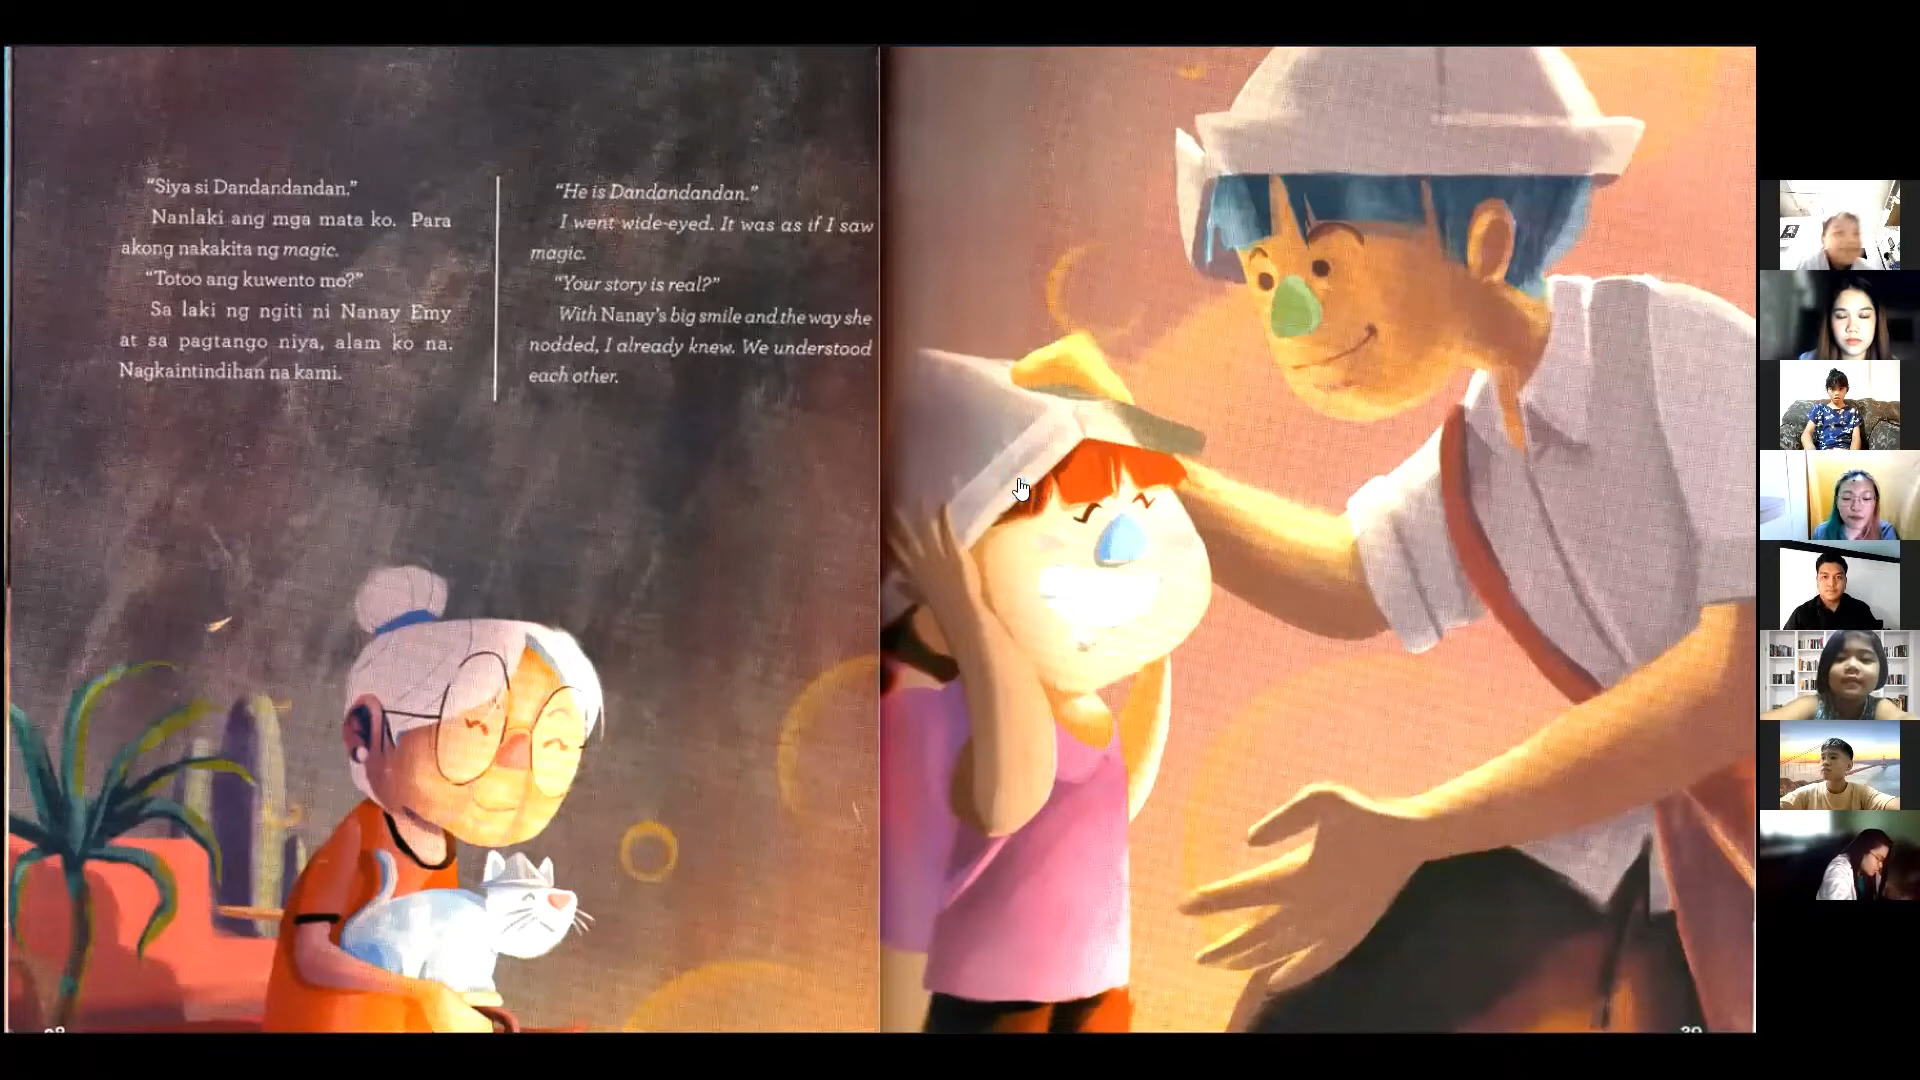 “Siya si Dandandandan.”
Nanlaki ang mga mata ko. Para
akong nakakita ng magic.
“Totoo ang kuwento mo?”
Sa laki ng ngiti ni Nanay Emy
at sa pagtango niya, alam ko na.
Nagkaintindihan na kami.
“He is Dandandandan.”
I went wide-eyed. It was as if I saw
magic.
“Your story is real?”
With Nanay’s big smile and the way she
nodded, I already knew. We understood
each other.